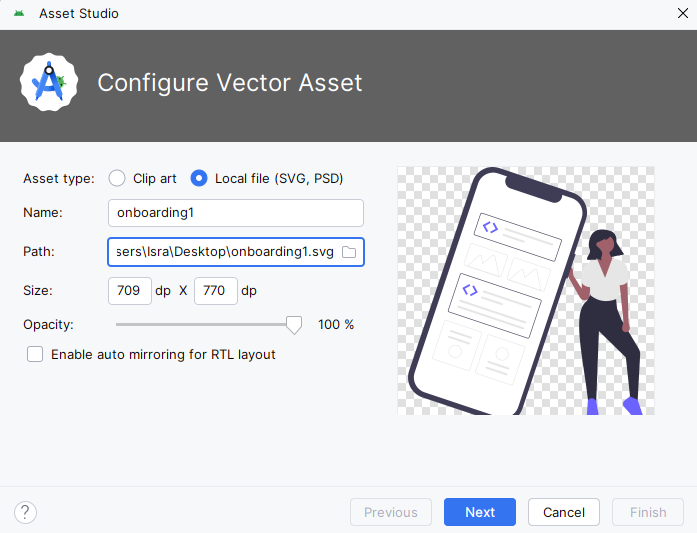 Asset Studio
Configure Vector Asset
Asset type: Clip art Local file (SVG, PSD)
Name: onboarding1
Path: sers\Isra\Desktop\onboarding1.svg
Size: 709 dp X 770 dp
Opacity: 100 %
Enable auto mirroring for RTL layout
? Previous Next Cancel Finish